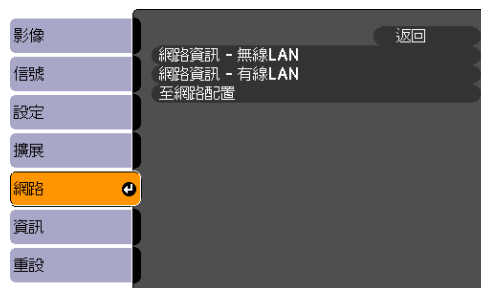 影像
信號
設定
擴展
網路
資訊
重設
返回
網路資訊 - 無線LAN
網路資訊 - 有線LAN
至網路配置